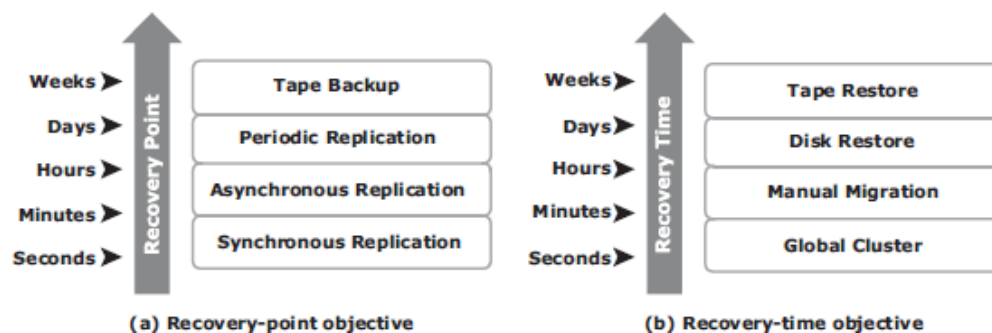 Weeks
Days
Hours
Minutes
Seconds
Recovery Point
Tape Backup
Periodic Replication
Asynchronous Replication
Synchronous Replication
(a) Recovery-point objective
Weeks
Days
Hours
Minutes
Seconds
Recovery Time
Tape Restore
Disk Restore
Manual Migration
Global Cluster
(b) Recovery-time objective